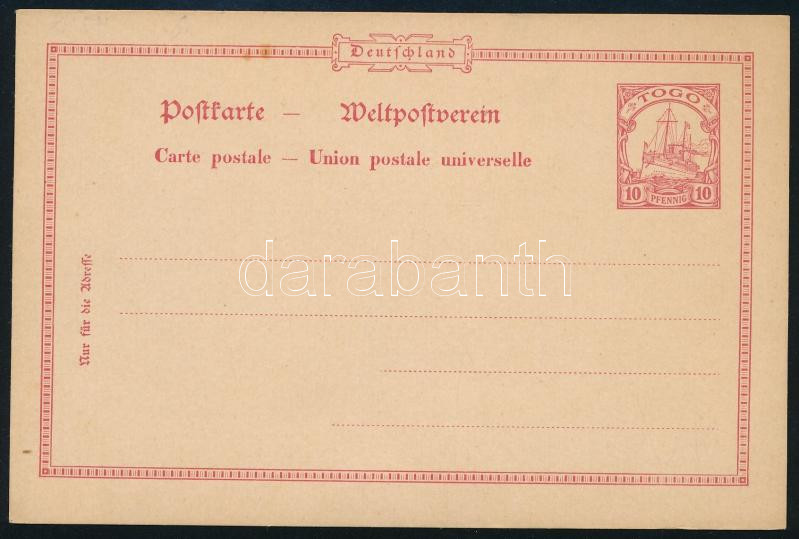 Deutschland
Postkarte — Weltpostverein
Carte postale — Union postale universelle
TOGO
10 PFENNIG 10
Nur für die Adresse
darabanth